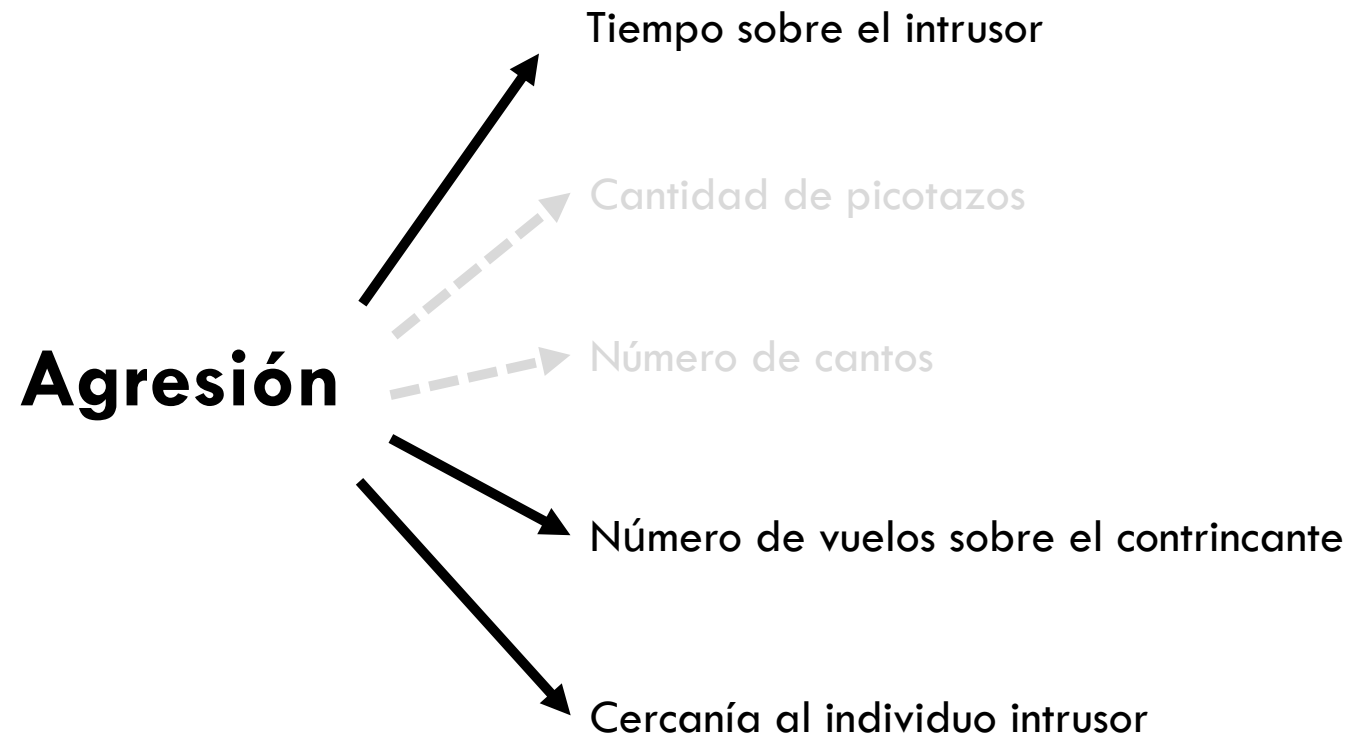 Tiempo sobre el intrusor
Cantidad de picotazos
Número de cantos
Agresión
Número de vuelos sobre el contrincante
Cercanía al individuo intrusor